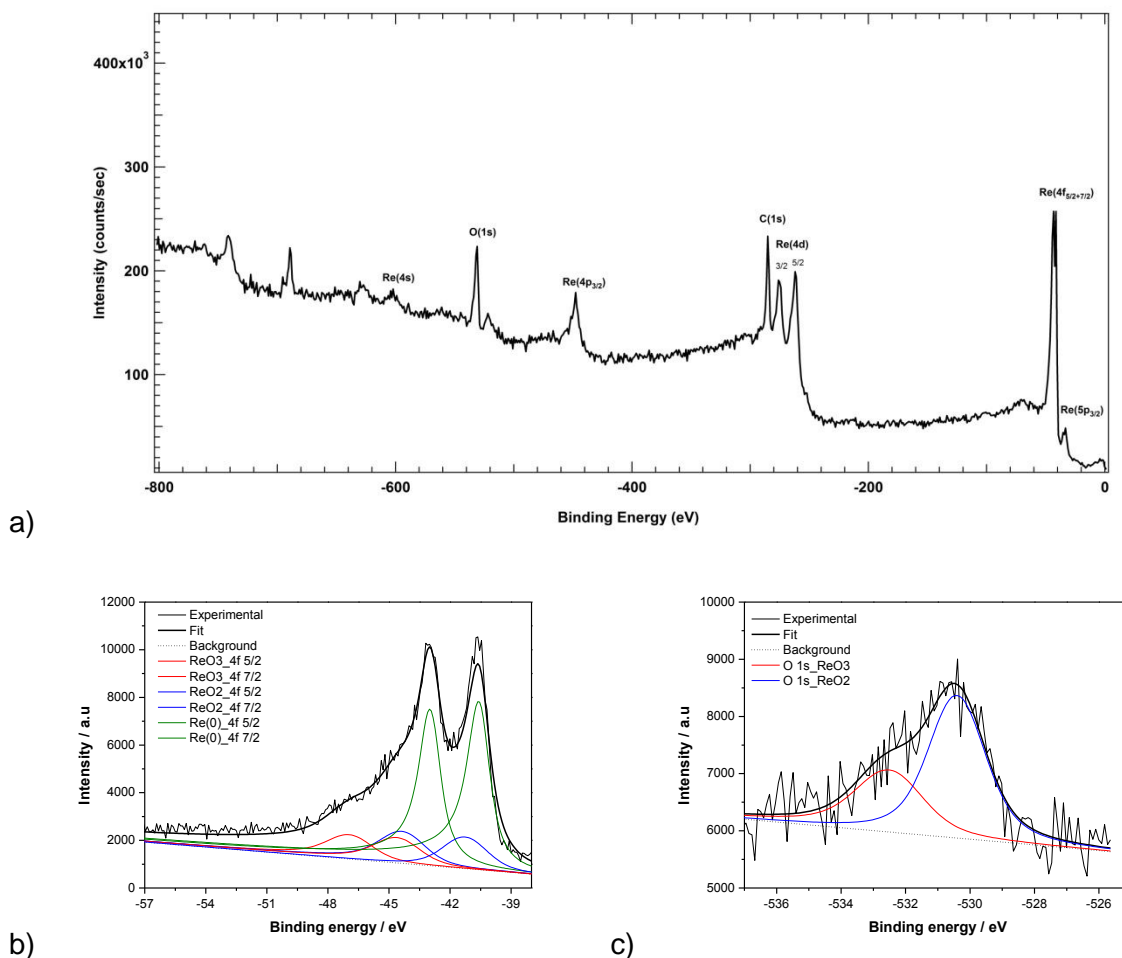 400x10³
300
200
100
Intensity (counts/sec)
Re(4s)
O(1s)
Re(4p3/2)
C(1s)
Re(4d)
3/2 5/2
Re(4f5/2+7/2)
Re(5p3/2)
-800 -600 -400 -200 0
Binding Energy (eV)
a)
12000
10000
8000
6000
4000
2000
0
Intensity / a.u
Experimental
Fit
Background
ReO3_4f 5/2
ReO3_4f 7/2
ReO2_4f 5/2
ReO2_4f 7/2
Re(0)_4f 5/2
Re(0)_4f 7/2
-57 -54 -51 -48 -45 -42 -39
Binding energy / eV
b)
10000
9000
8000
7000
6000
5000
Intensity / a.u
Experimental
Fit
Background
O 1s_ReO3
O 1s_ReO2
-536 -534 -532 -530 -528 -526
Binding energy / eV
c)